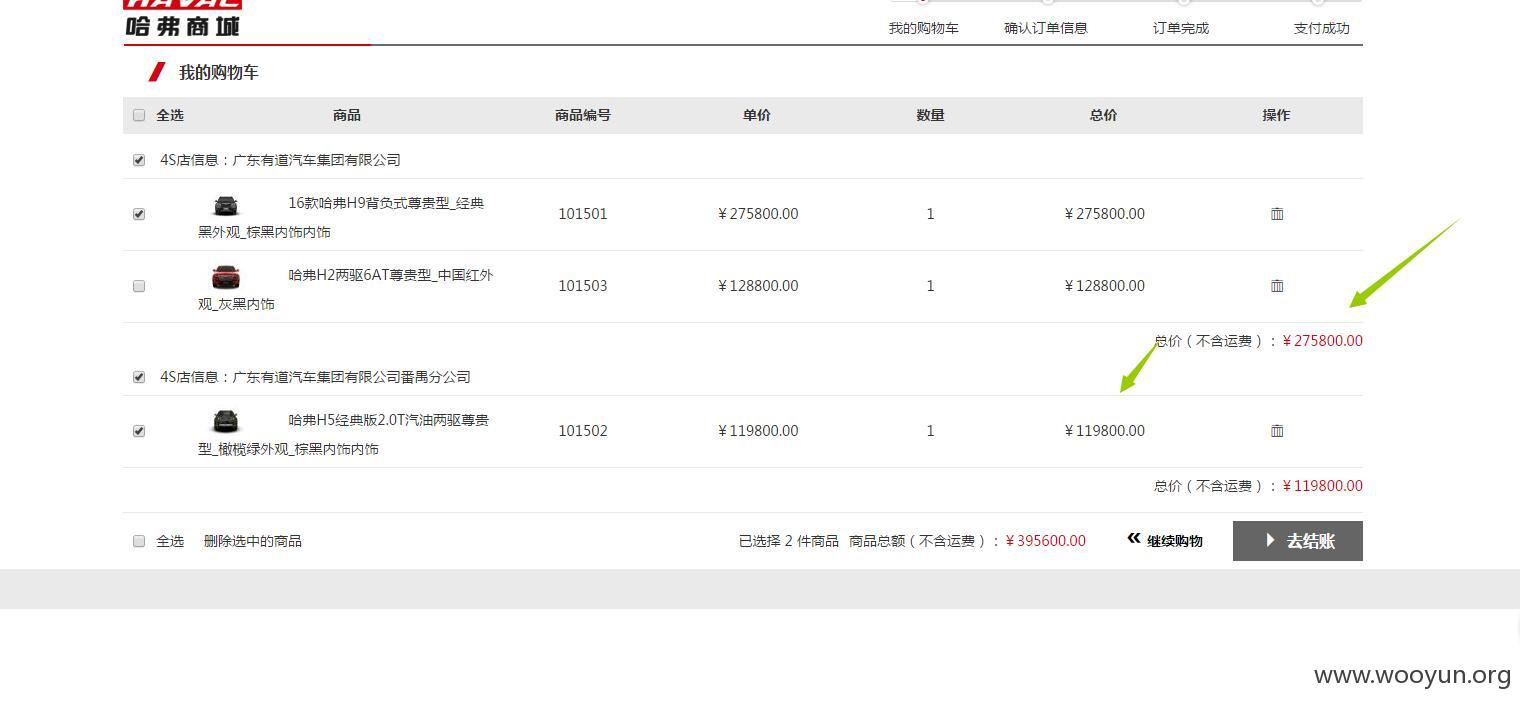 HAVAL
哈弗商城
我的购物车 确认订单信息 订单完成 支付成功
我的购物车
全选 商品 商品编号 单价 数量 总价 操作
4S店信息：广东有道汽车集团有限公司
16款哈弗H9背负式尊贵型_经典
黑外观_棕黑内饰内饰
101501 ￥275800.00 1 ￥275800.00
哈弗H2两驱6AT尊贵型_中国红外
观_灰黑内饰
101503 ￥128800.00 1 ￥128800.00
总价（不含运费）：￥275800.00
4S店信息：广东有道汽车集团有限公司番禺分公司
哈弗H5经典版2.0T汽油两驱尊贵
型_橄榄绿外观_棕黑内饰内饰
101502 ￥119800.00 1 ￥119800.00
总价（不含运费）：￥119800.00
全选 删除选中的商品 已选择 2 件商品 商品总额（不含运费）：￥395600.00 继续购物 去结账
www.wooyun.org